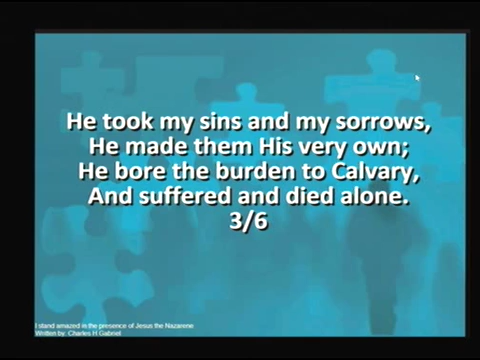 He took my sins and my sorrows,
He made them His very own;
He bore the burden to Calvary,
And suffered and died alone.
3/6
I stand amazed in the presence of Jesus the Nazarene
Written by: Charles H Gabriel